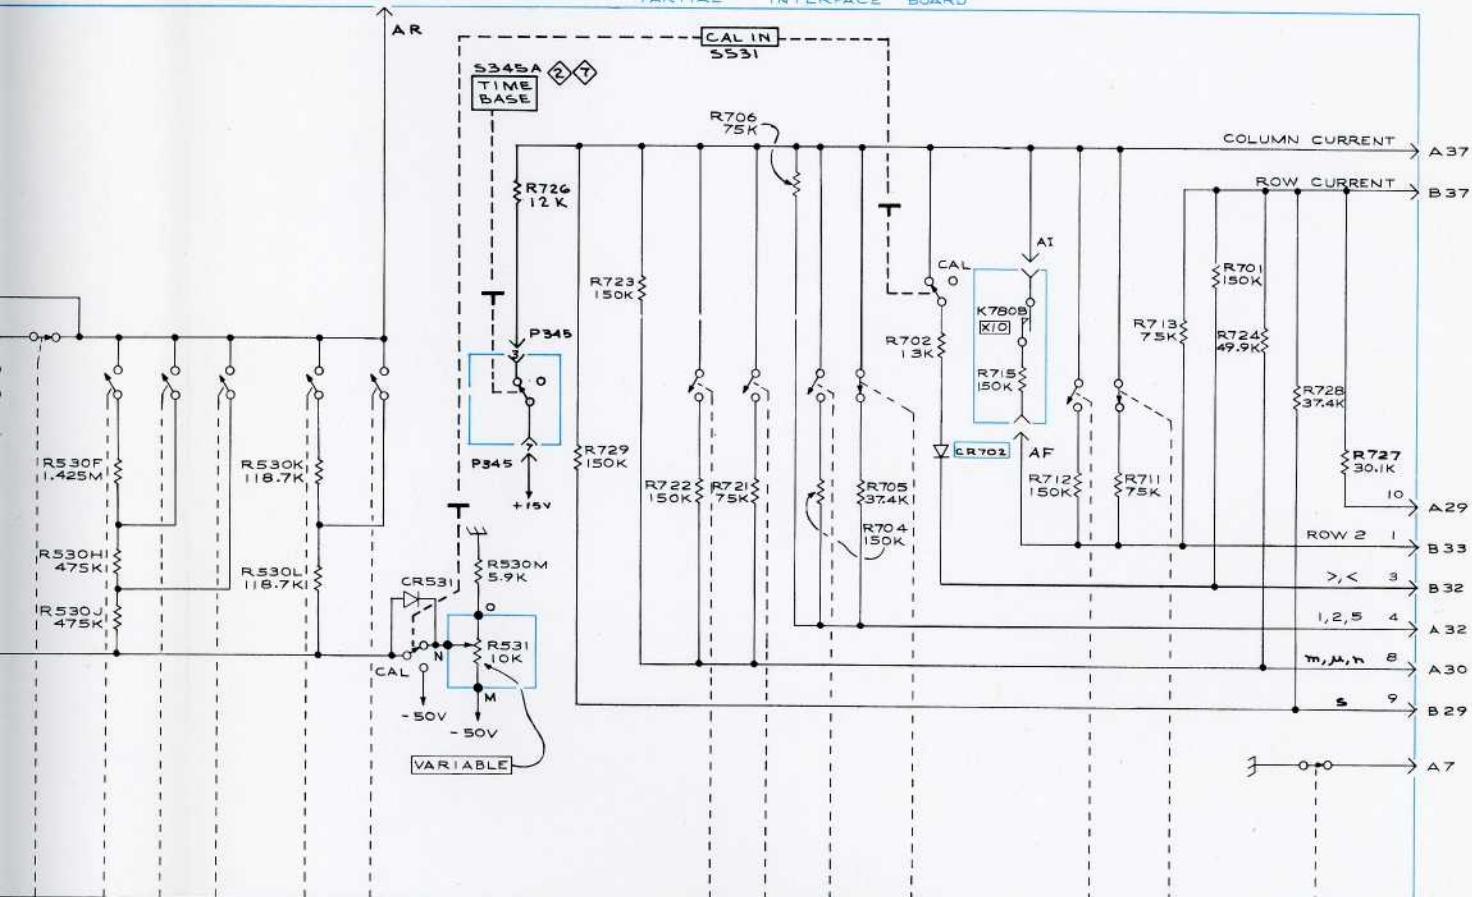 PARTIAL INTERFACE BOARD
AR
CAL IN
S531
S345A 2 7
TIME
BASE
R706
75K
COLUMN CURRENT
A37
ROW CURRENT
B37
R726
12K
R723
150K
P345
3
AI
CAL
K780B
X10
R702
13K
R715
150K
R713
75K
R701
150K
R724
49.9K
R728
37.4K
R727
30.1K
R530F
1.425M
R530K
118.7K
7
P345
+15V
R729
150K
R722
150K
R721
75K
R705
37.4K
R704
150K
CR702
AF
R712
150K
R711
75K
10
A29
ROW 2 1
B33
>,< 3
B32
1,2,5 4
A32
m,μ,n 8
A30
S 9
B29
A7
R530H
475K
R530L
118.7K
R530J
475K
CR531
R530M
5.9K
O
R531
10K
N
CAL
M
-50V
-50V
VARIABLE